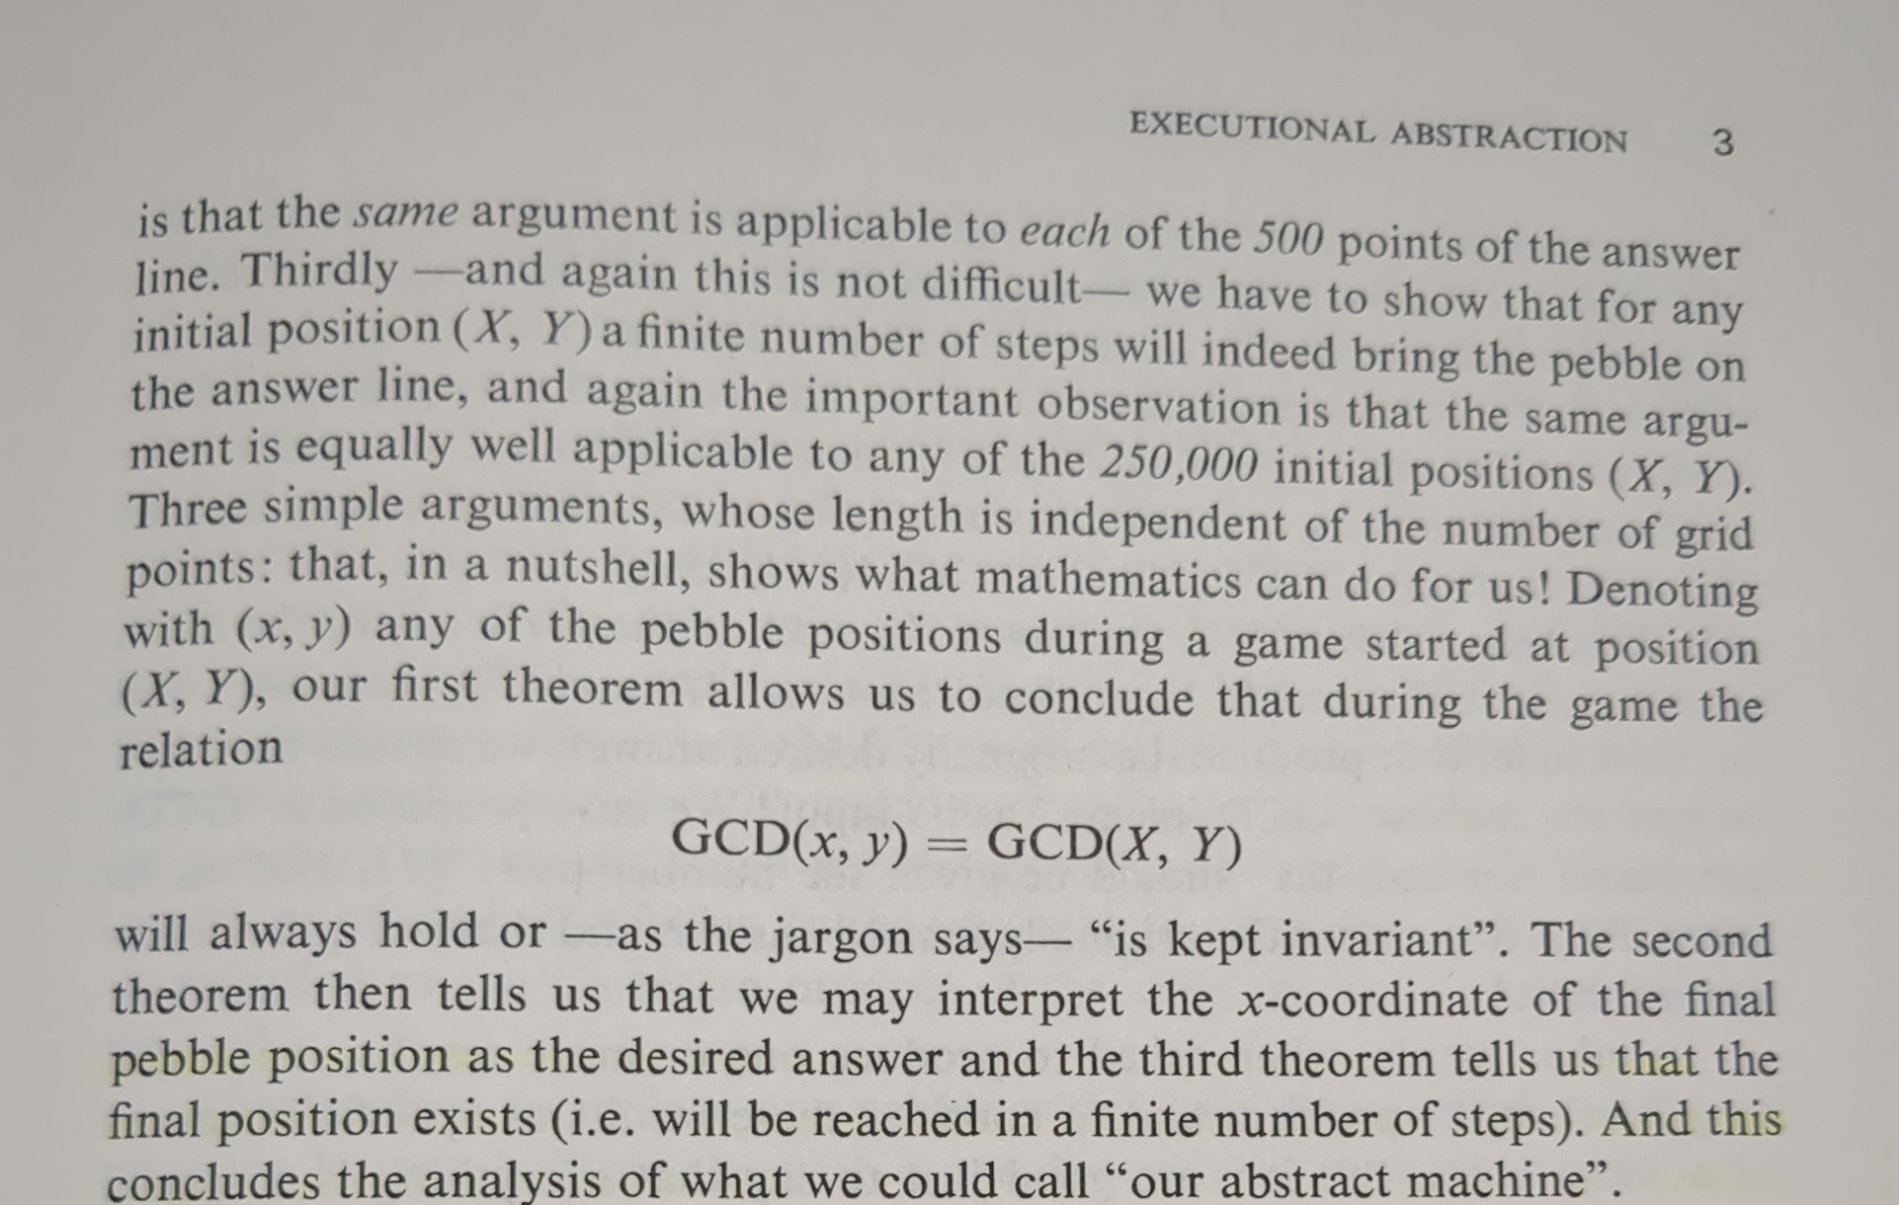 EXECUTIONAL ABSTRACTION 3
is that the same argument is applicable to each of the 500 points of the answer
line. Thirdly —and again this is not difficult— we have to show that for any
initial position (X, Y) a finite number of steps will indeed bring the pebble on
the answer line, and again the important observation is that the same argu-
ment is equally well applicable to any of the 250,000 initial positions (X, Y).
Three simple arguments, whose length is independent of the number of grid
points: that, in a nutshell, shows what mathematics can do for us! Denoting
with (x, y) any of the pebble positions during a game started at position
(X, Y), our first theorem allows us to conclude that during the game the
relation
GCD(x, y) = GCD(X, Y)
will always hold or —as the jargon says— “is kept invariant”. The second
theorem then tells us that we may interpret the x-coordinate of the final
pebble position as the desired answer and the third theorem tells us that the
final position exists (i.e. will be reached in a finite number of steps). And this
concludes the analysis of what we could call “our abstract machine”.